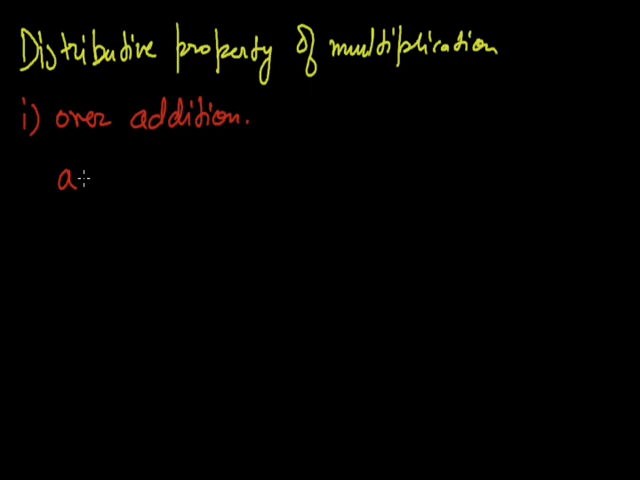 Distributive property of multiplication
i) over addition.
a